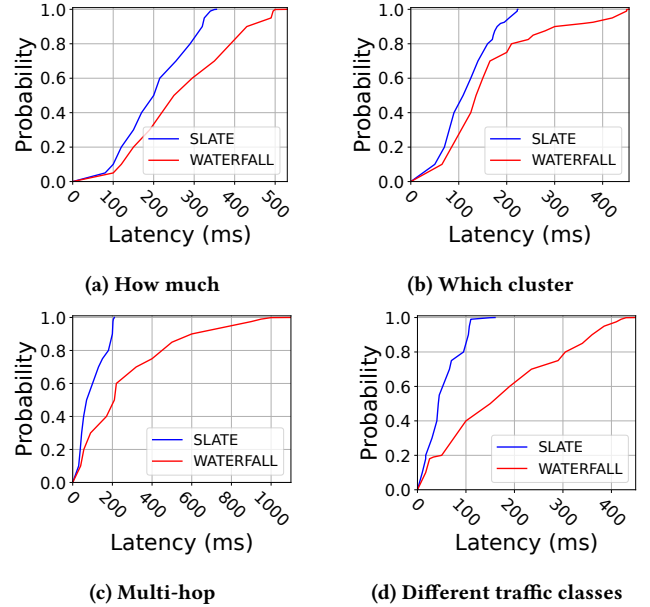 1.0
0.8
0.6
0.4
0.2
0.0
Probability
SLATE
WATERFALL
0
100
200
300
400
500
Latency (ms)
(a) How much
1.0
0.8
0.6
0.4
0.2
0.0
Probability
SLATE
WATERFALL
0
100
200
300
400
Latency (ms)
(b) Which cluster
1.0
0.8
0.6
0.4
0.2
0.0
Probability
SLATE
WATERFALL
0
200
400
600
800
1000
Latency (ms)
(c) Multi-hop
1.0
0.8
0.6
0.4
0.2
0.0
Probability
SLATE
WATERFALL
0
100
200
300
400
Latency (ms)
(d) Different traffic classes